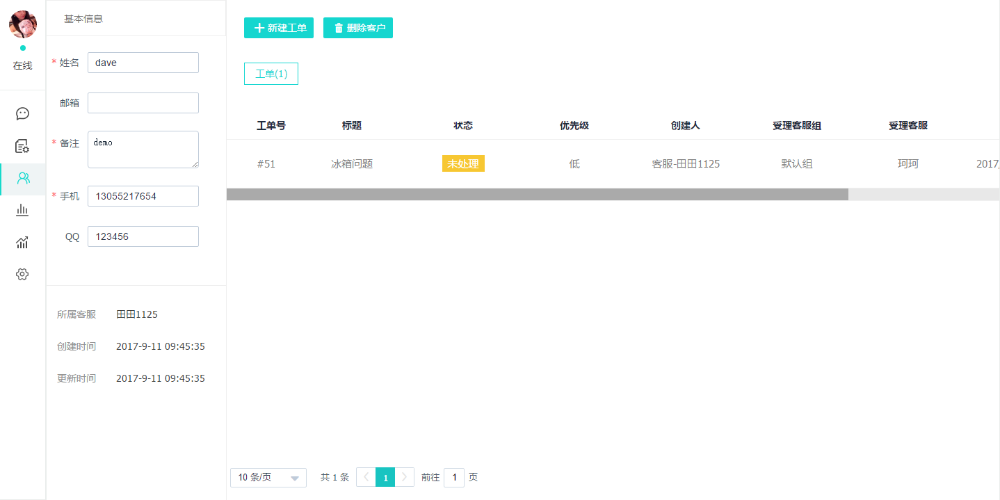 在线
基本信息
* 姓名 dave
邮箱
* 备注 demo
* 手机 13055217654
QQ 123456
所属客服 田田1125
创建时间 2017-9-11 09:45:35
更新时间 2017-9-11 09:45:35
新建工单 删除客户
工单(1)
工单号 标题 状态 优先级 创建人 受理客服组 受理客服
#51 冰箱问题 未处理 低 客服-田田1125 默认组 珂珂 2017,
10 条/页 共 1 条 1 前往 1 页